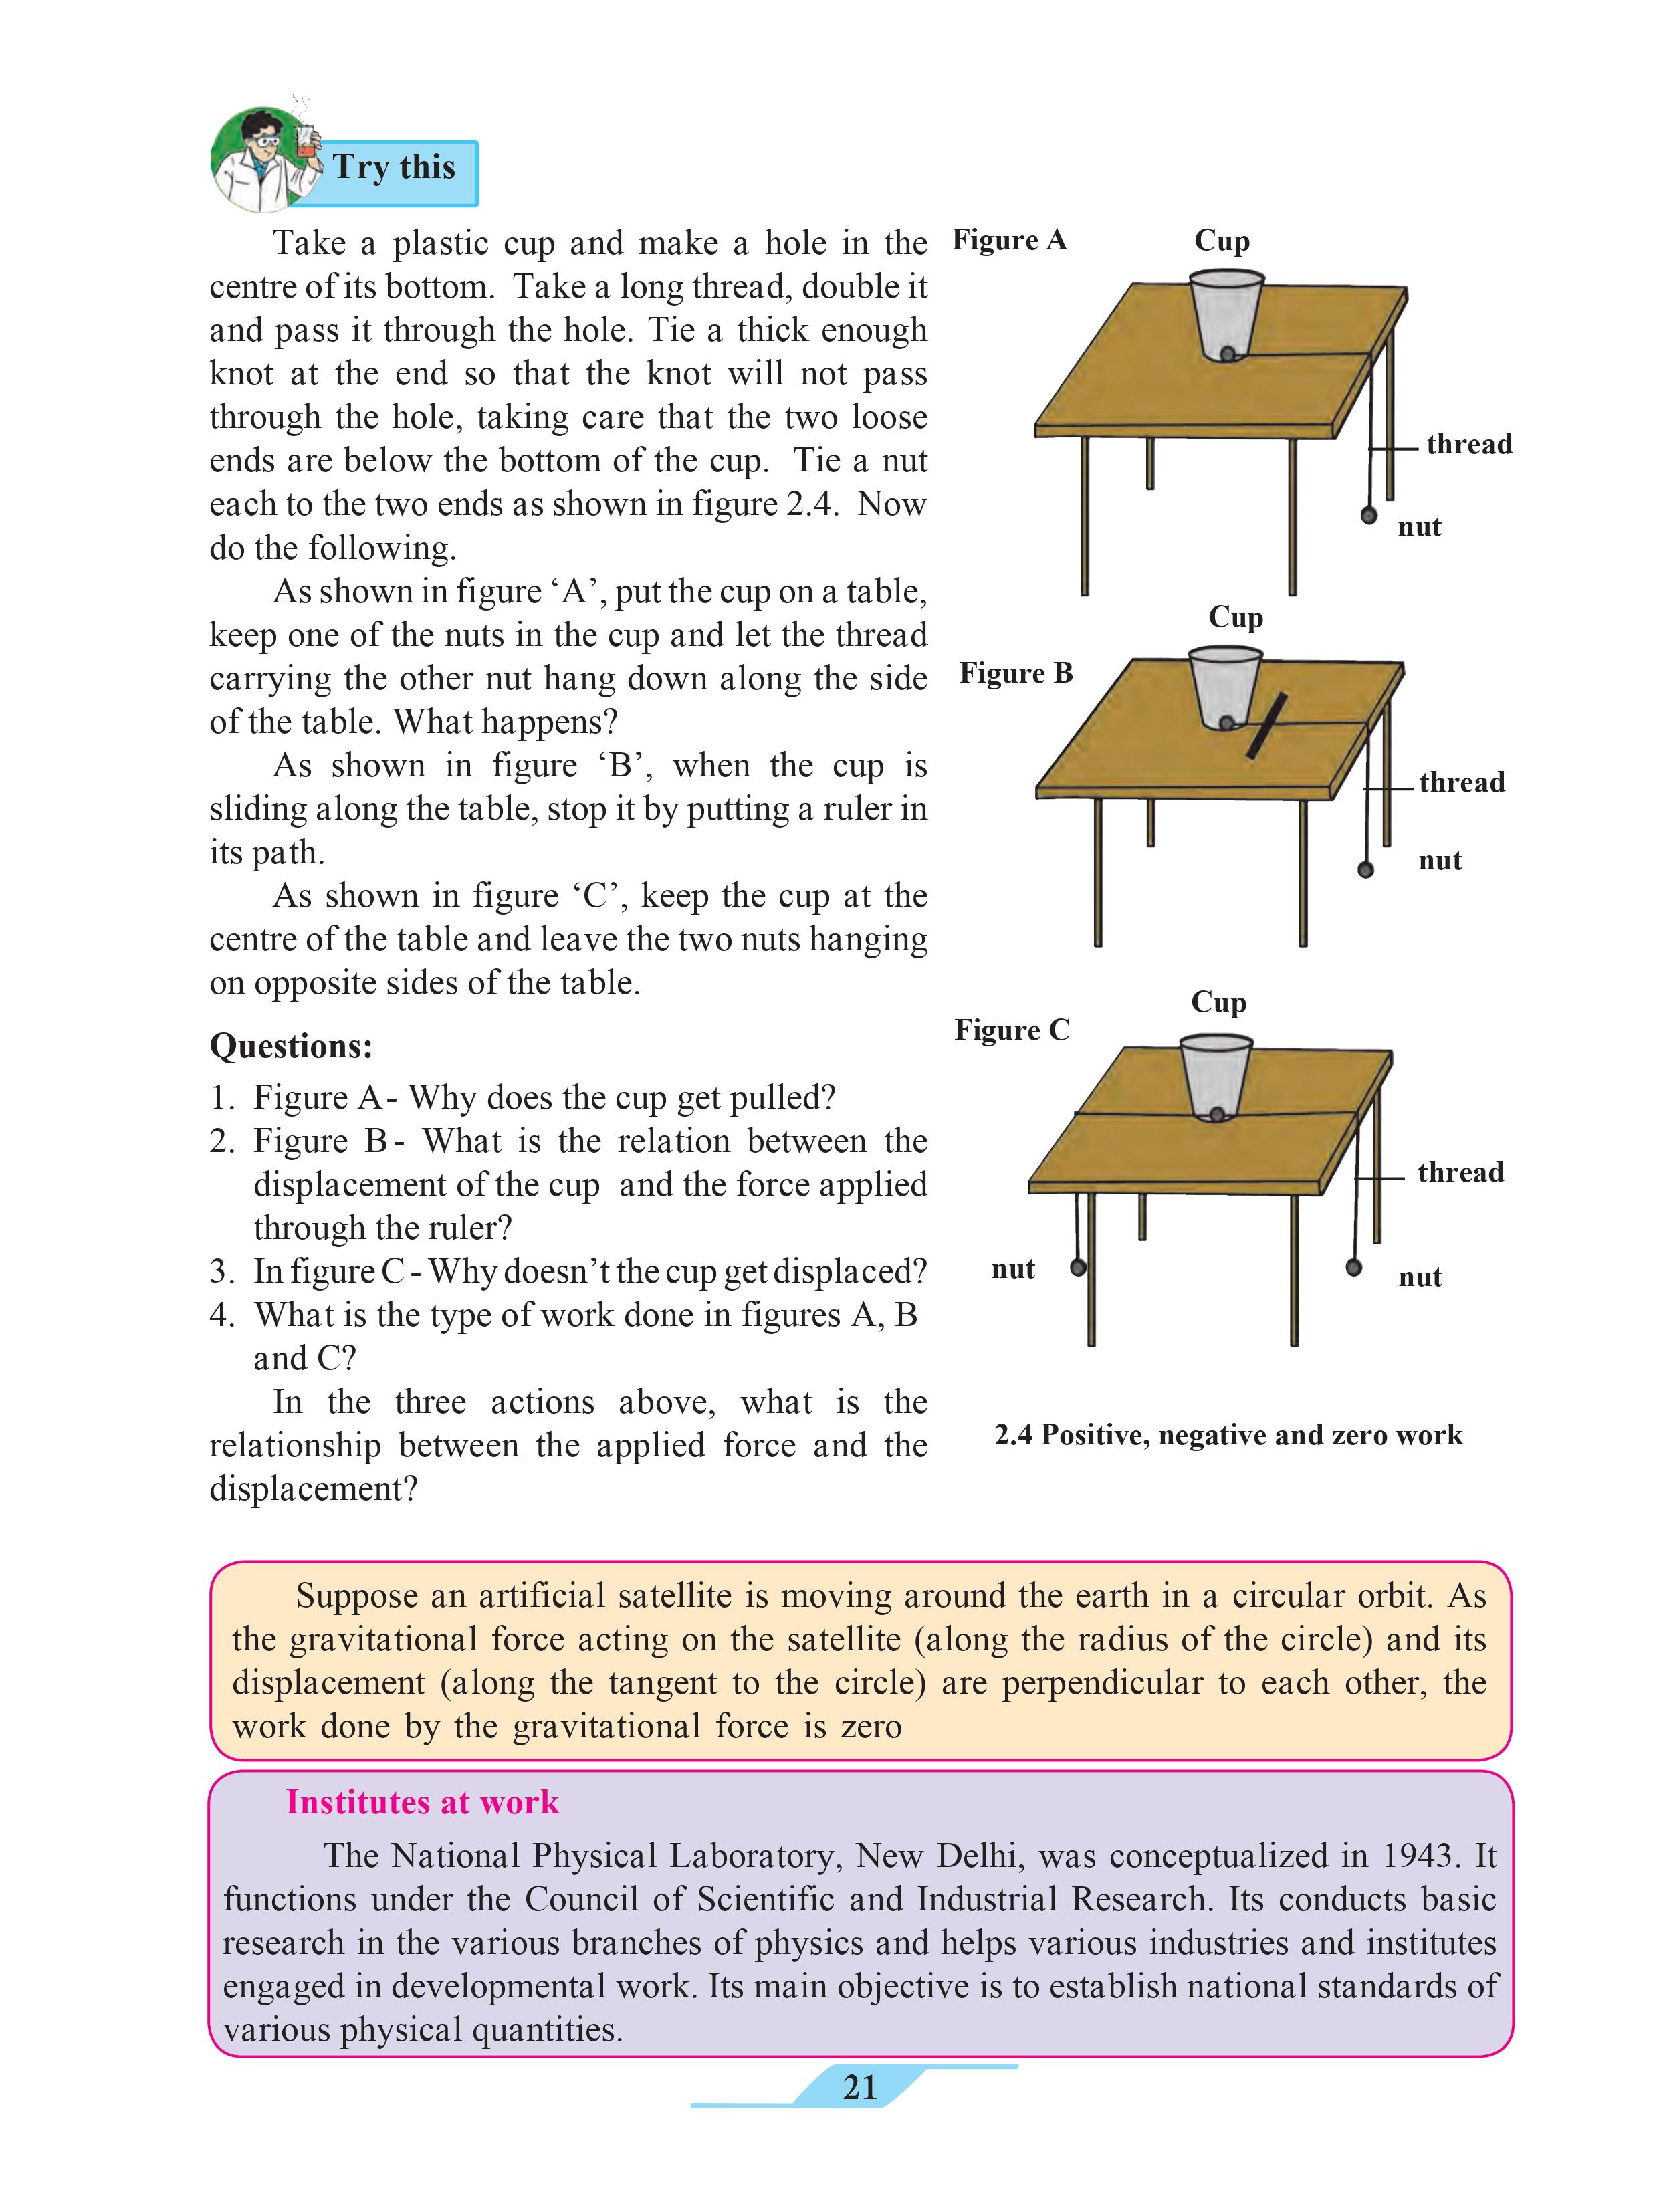 Try this
Take a plastic cup and make a hole in the
centre of its bottom. Take a long thread, double it
and pass it through the hole. Tie a thick enough
knot at the end so that the knot will not pass
through the hole, taking care that the two loose
ends are below the bottom of the cup. Tie a nut
each to the two ends as shown in figure 2.4. Now
do the following.
As shown in figure ‘A’, put the cup on a table,
keep one of the nuts in the cup and let the thread
carrying the other nut hang down along the side
of the table. What happens?
As shown in figure ‘B’, when the cup is
sliding along the table, stop it by putting a ruler in
its path.
As shown in figure ‘C’, keep the cup at the
centre of the table and leave the two nuts hanging
on opposite sides of the table.
Questions:
1. Figure A- Why does the cup get pulled?
2. Figure B- What is the relation between the
displacement of the cup and the force applied
through the ruler?
3. In figure C - Why doesn’t the cup get displaced?
4. What is the type of work done in figures A, B
and C?
In the three actions above, what is the
relationship between the applied force and the
displacement?
Figure A
Cup
thread
nut
Cup
Figure B
thread
nut
Cup
Figure C
thread
nut
nut
2.4 Positive, negative and zero work
Suppose an artificial satellite is moving around the earth in a circular orbit. As
the gravitational force acting on the satellite (along the radius of the circle) and its
displacement (along the tangent to the circle) are perpendicular to each other, the
work done by the gravitational force is zero
Institutes at work
The National Physical Laboratory, New Delhi, was conceptualized in 1943. It
functions under the Council of Scientific and Industrial Research. Its conducts basic
research in the various branches of physics and helps various industries and institutes
engaged in developmental work. Its main objective is to establish national standards of
various physical quantities.
21